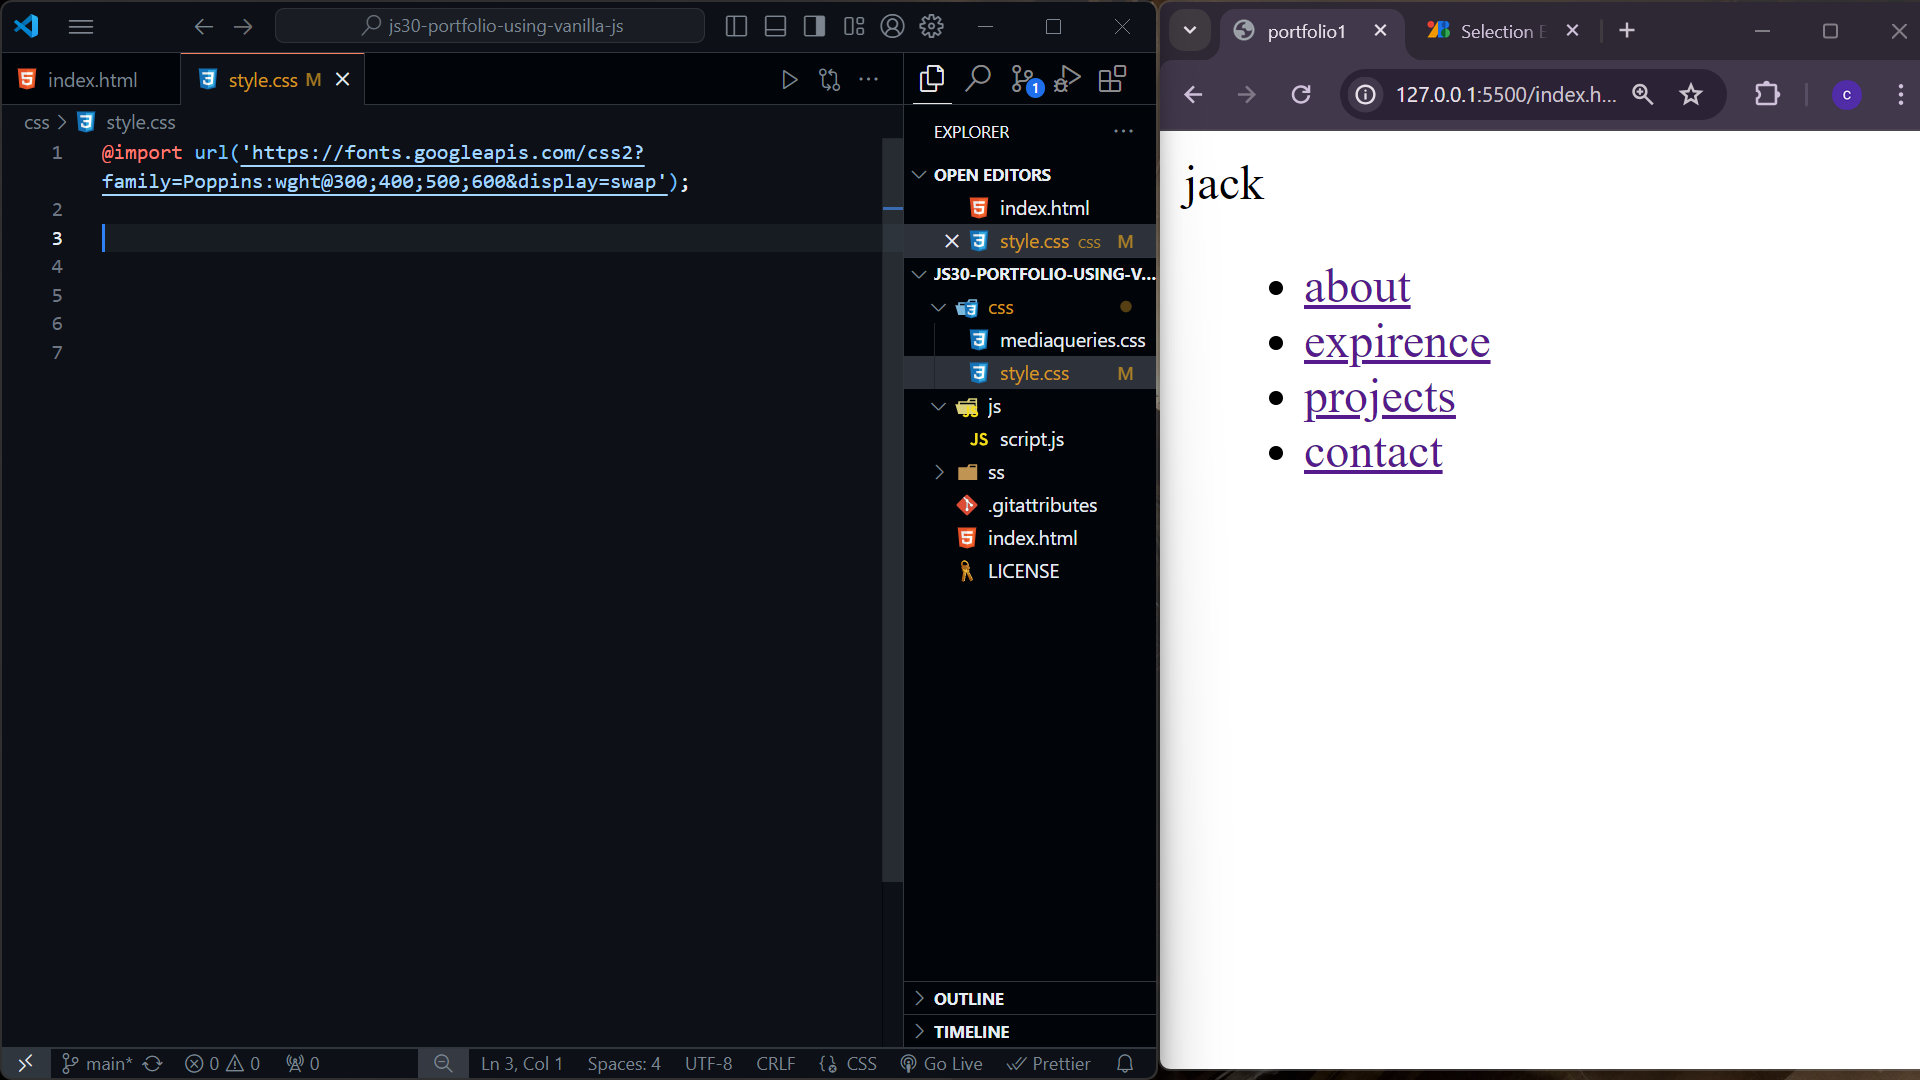 js30-portfolio-using-vanilla-js
index.html
style.css M
css > style.css
1 @import url('https://fonts.googleapis.com/css2?
family=Poppins:wght@300;400;500;600&display=swap');
2
3
4
5
6
7
1
EXPLORER
OPEN EDITORS
index.html
style.css css M
JS30-PORTFOLIO-USING-V...
css
mediaqueries.css
style.css M
js
JS script.js
ss
.gitattributes
index.html
LICENSE
OUTLINE
TIMELINE
main* 0 0 0 Ln 3, Col 1 Spaces: 4 UTF-8 CRLF CSS Go Live Prettier
portfolio1
Selection
127.0.0.1:5500/index.h...
c
jack
about
expirence
projects
contact